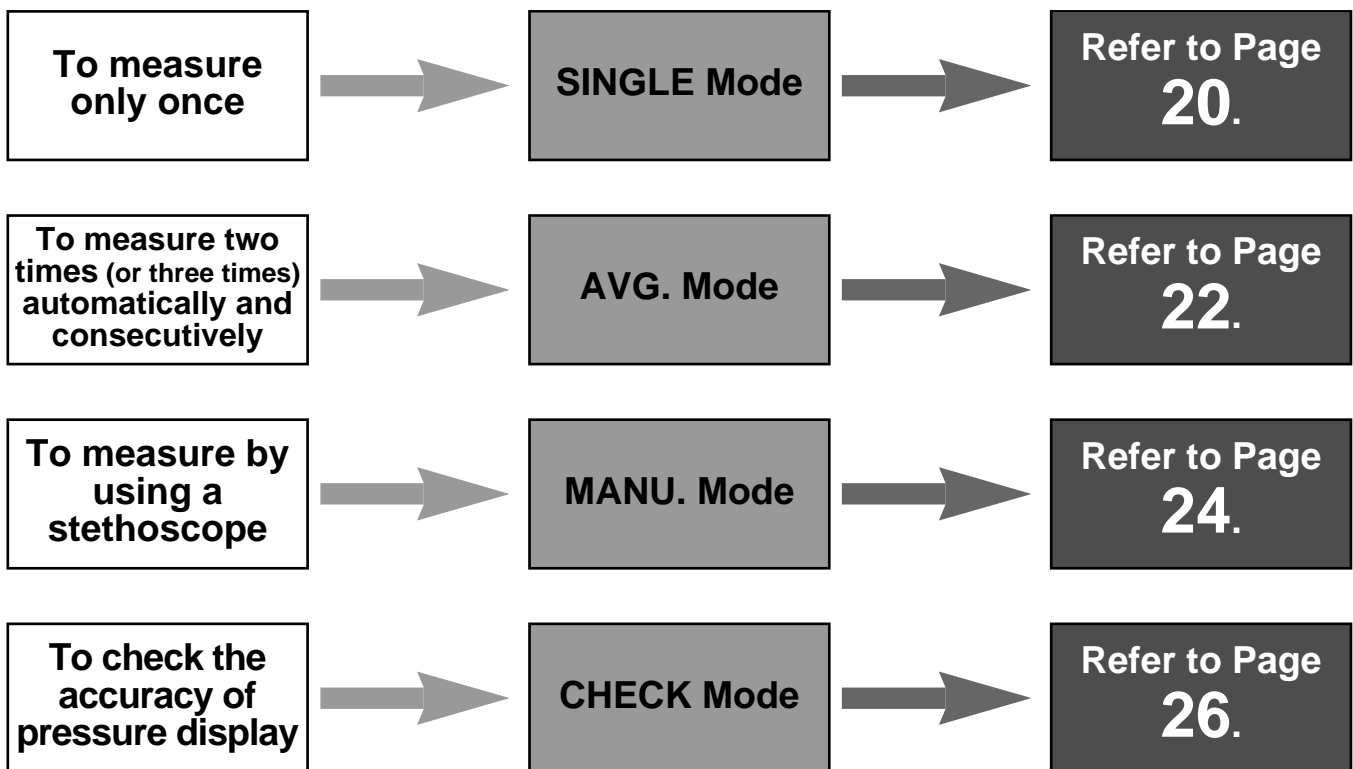 To measure
only once
SINGLE Mode
Refer to Page
20.
To measure two
times (or three times)
automatically and
consecutively
AVG. Mode
Refer to Page
22.
To measure by
using a
stethoscope
MANU. Mode
Refer to Page
24.
To check the
accuracy of
pressure display
CHECK Mode
Refer to Page
26.